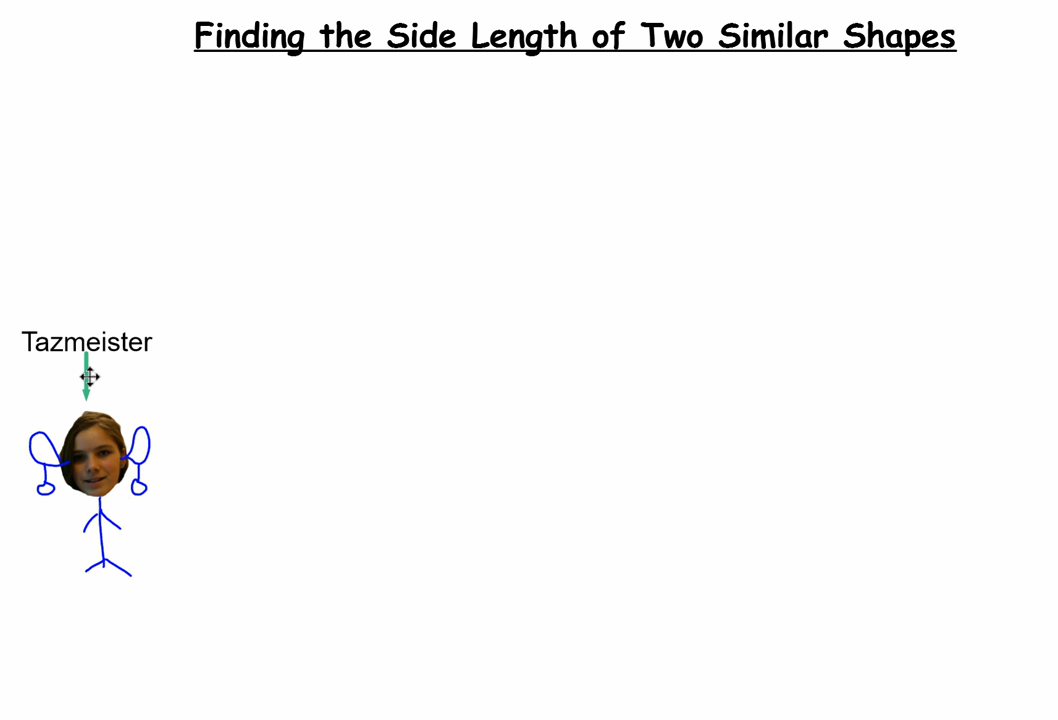 Finding the Side Length of Two Similar Shapes
Tazmeister